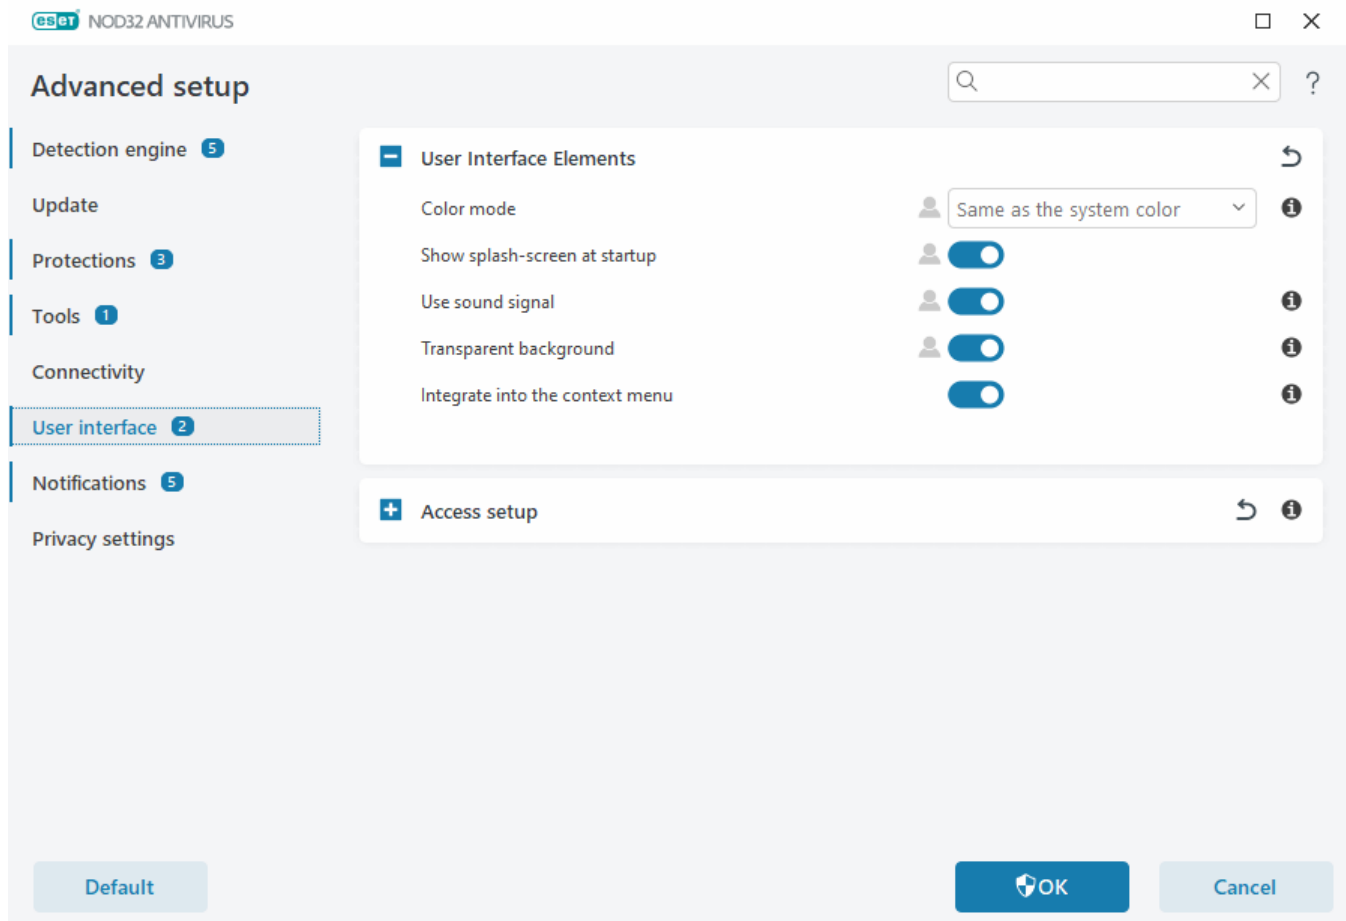 eset NOD32 ANTIVIRUS
Advanced setup
?
Detection engine 5
Update
Protections 3
Tools 1
Connectivity
User interface 2
Notifications 5
Privacy settings
User Interface Elements
Color mode
Same as the system color
Show splash-screen at startup
Use sound signal
Transparent background
Integrate into the context menu
Access setup
Default
OK
Cancel